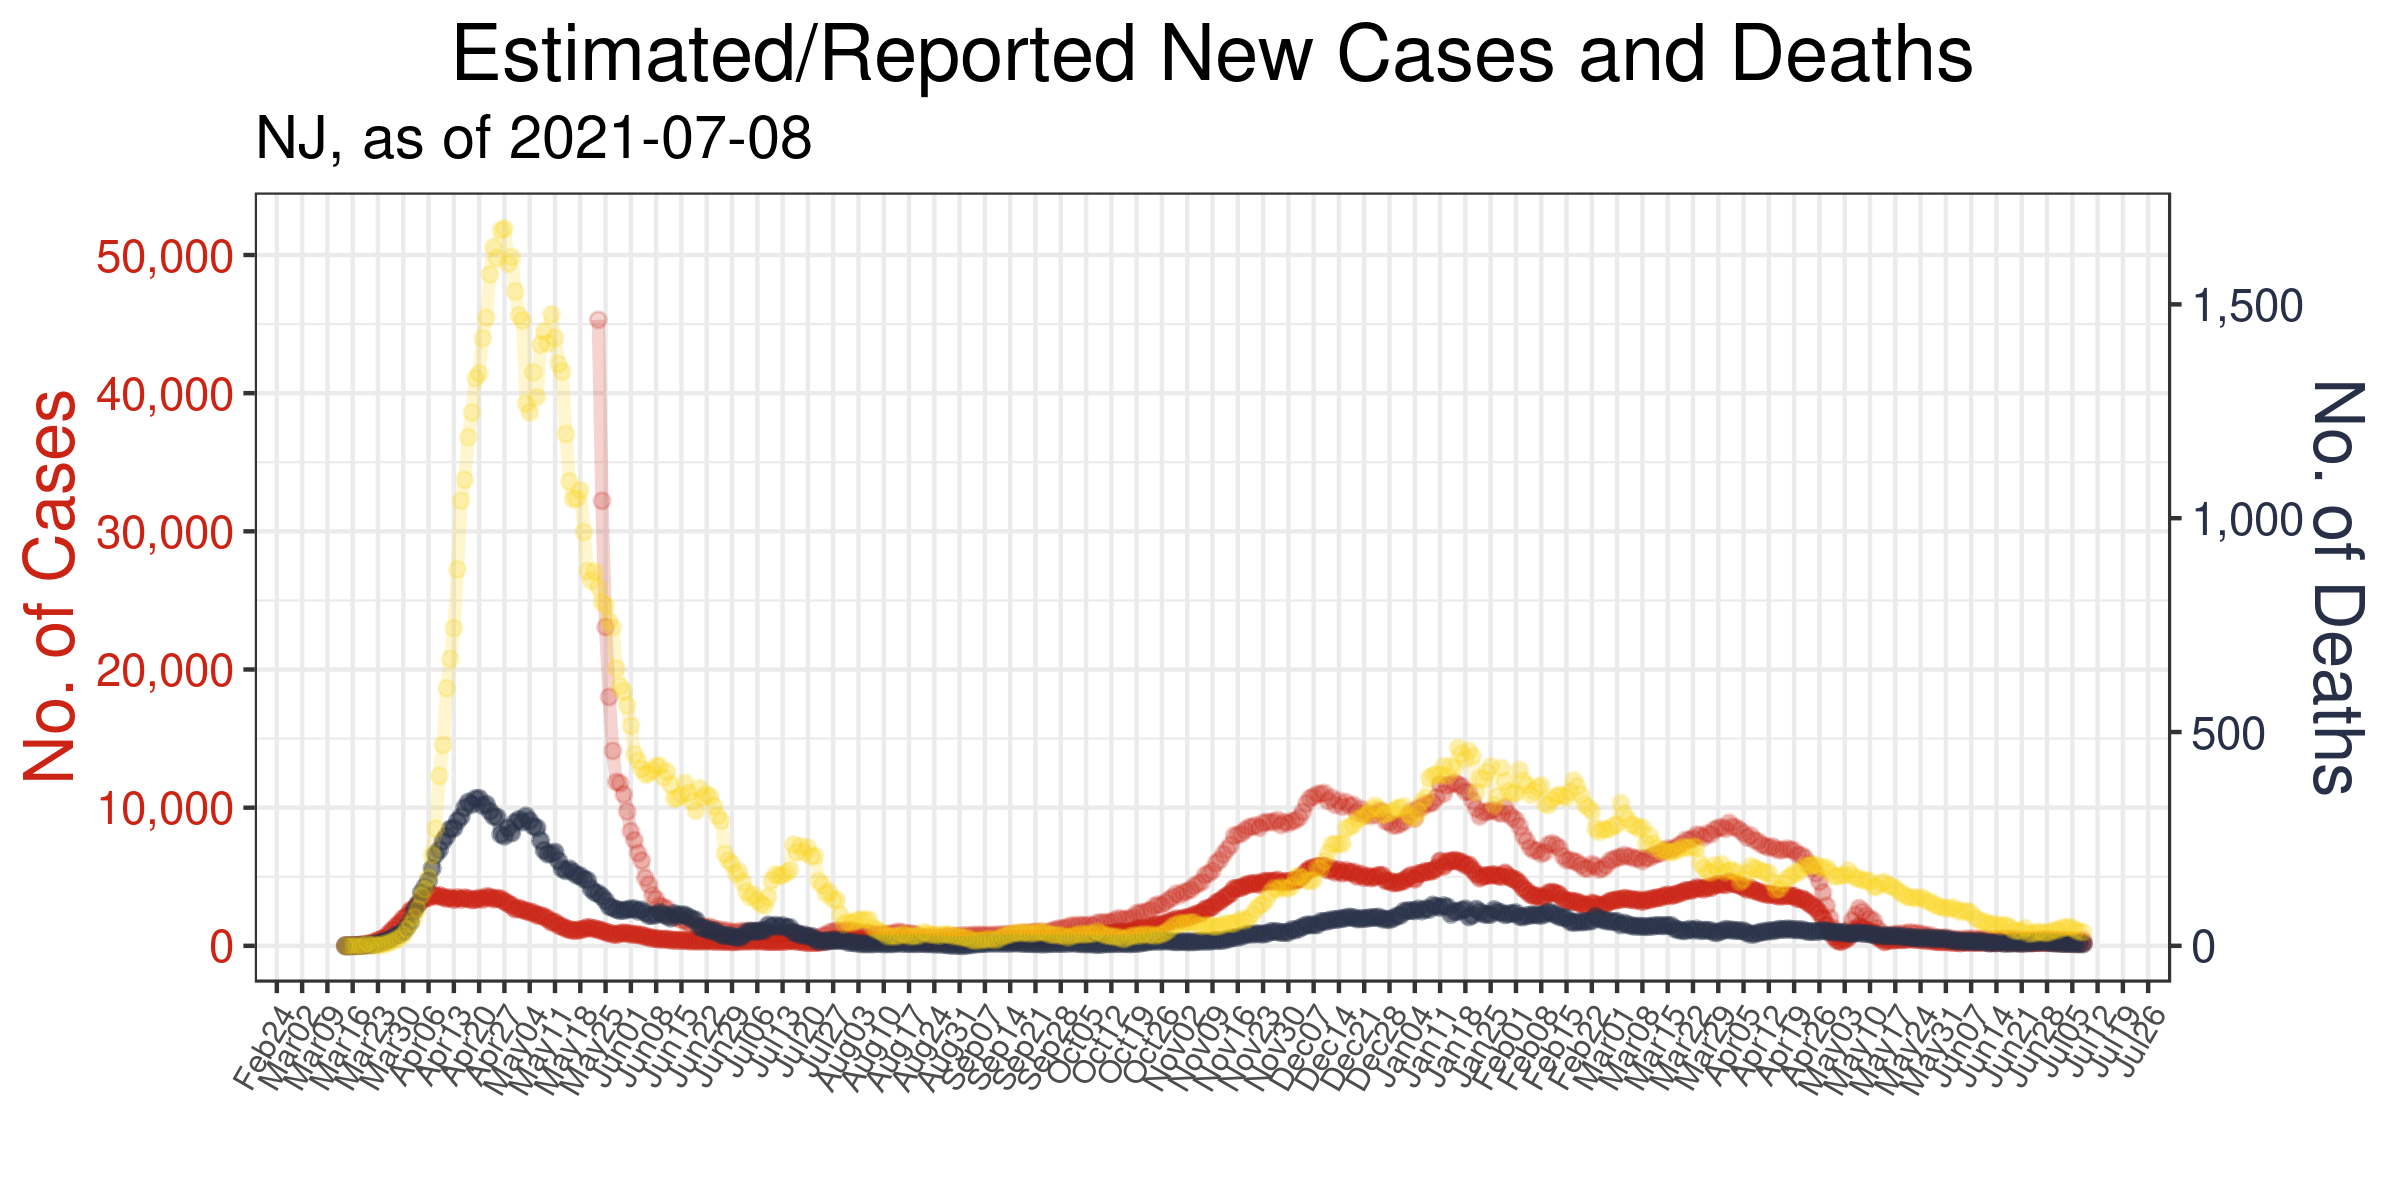 Estimated/Reported New Cases and Deaths
NJ, as of 2021-07-08
No. of Cases
50,000
40,000
30,000
20,000
10,000
0
1,500
1,000
500
0
No. of Deaths
Feb24
Mar02
Mar09
Mar16
Mar23
Mar30
Apr06
Apr13
Apr20
Apr27
May04
May11
May18
May25
Jun01
Jun08
Jun15
Jun22
Jun29
Jul06
Jul13
Jul20
Jul27
Aug03
Aug10
Aug17
Aug24
Aug31
Sep07
Sep14
Sep21
Sep28
Oct05
Oct12
Oct19
Oct26
Nov02
Nov09
Nov16
Nov23
Nov30
Dec07
Dec14
Dec21
Dec28
Jan04
Jan11
Jan18
Jan25
Feb01
Feb08
Feb15
Feb22
Mar01
Mar08
Mar15
Mar22
Mar29
Apr05
Apr12
Apr19
Apr26
May03
May10
May17
May24
May31
Jun07
Jun14
Jun21
Jun28
Jul05
Jul12
Jul19
Jul26